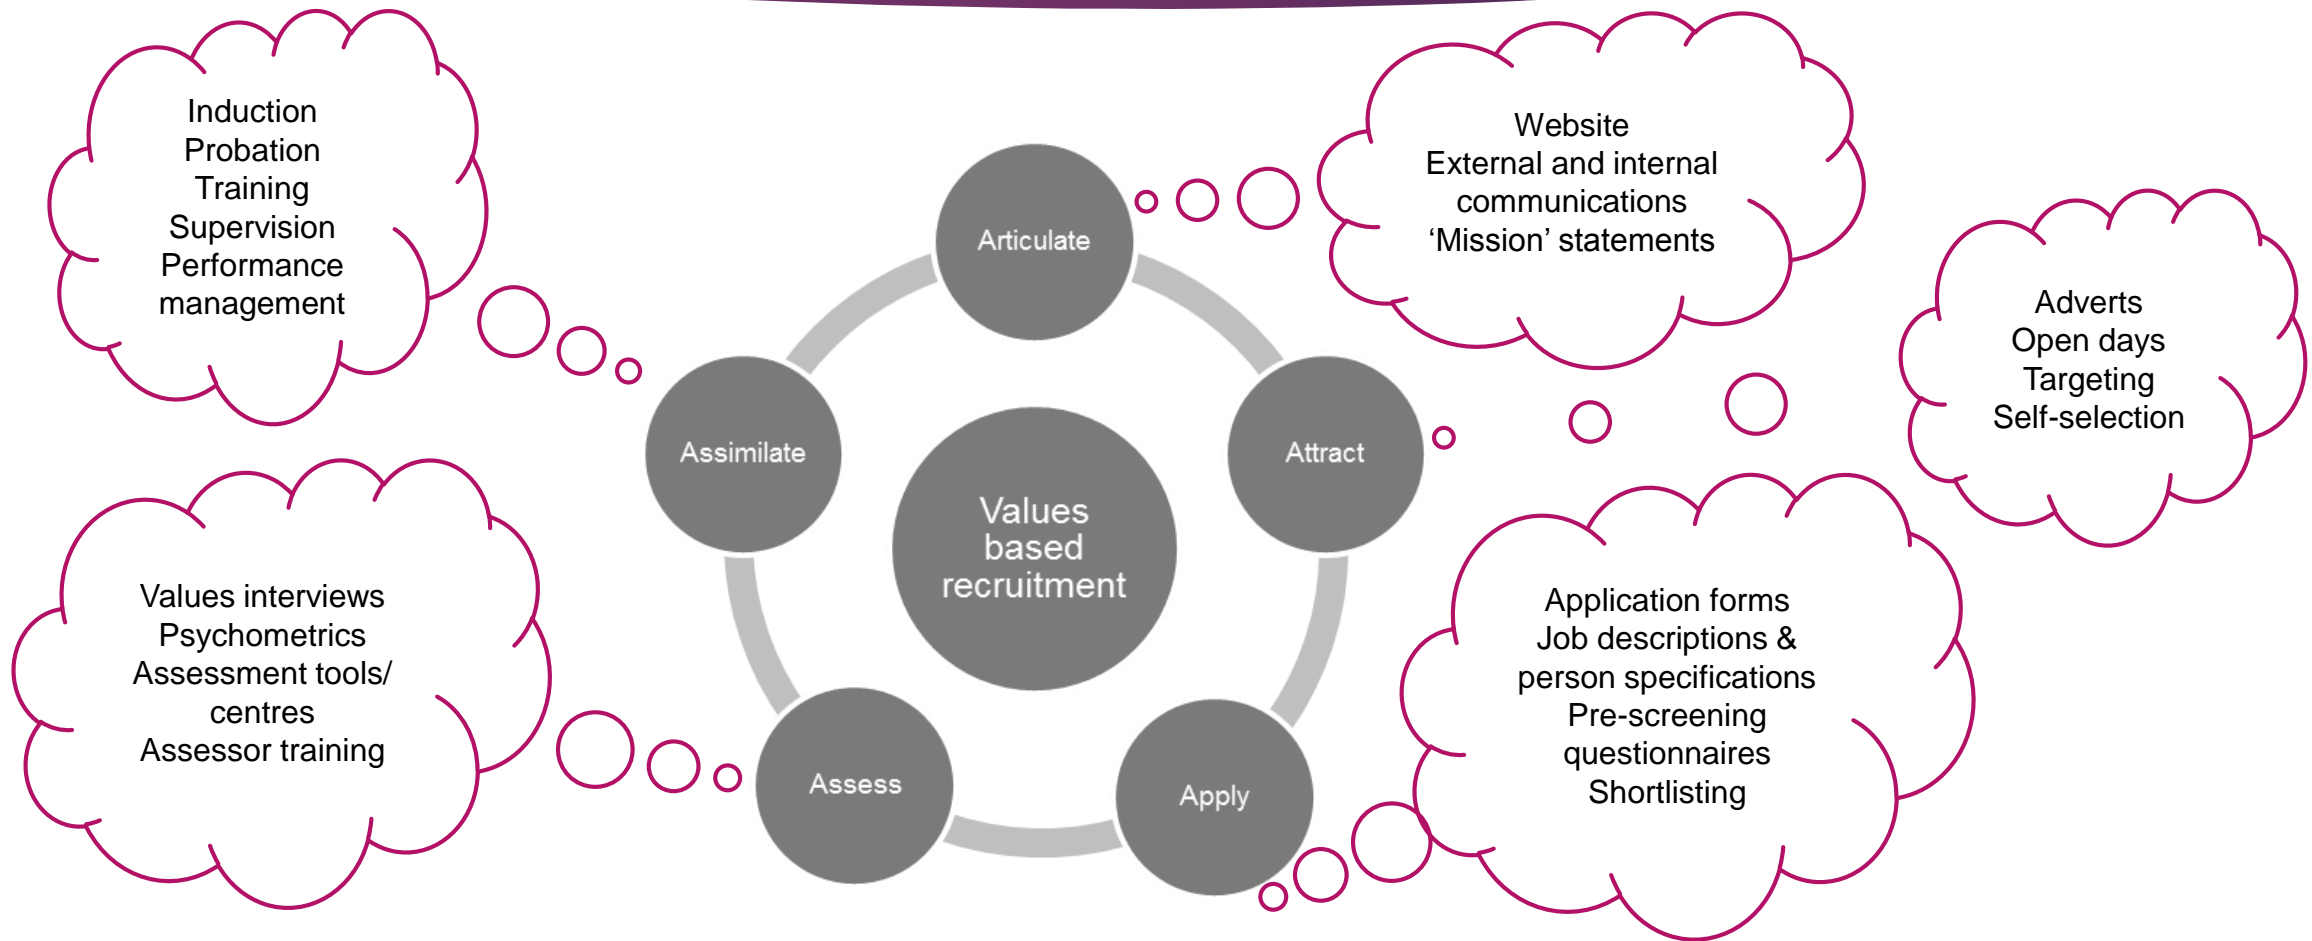 Induction
Probation
Training
Supervision
Performance
management
Website
External and internal
communications
‘Mission’ statements
Articulate
Adverts
Open days
Targeting
Self-selection
Assimilate
Attract
Values
based
recruitment
Values interviews
Psychometrics
Assessment tools/
centres
Assessor training
Application forms
Job descriptions &
person specifications
Pre-screening
questionnaires
Shortlisting
Assess
Apply